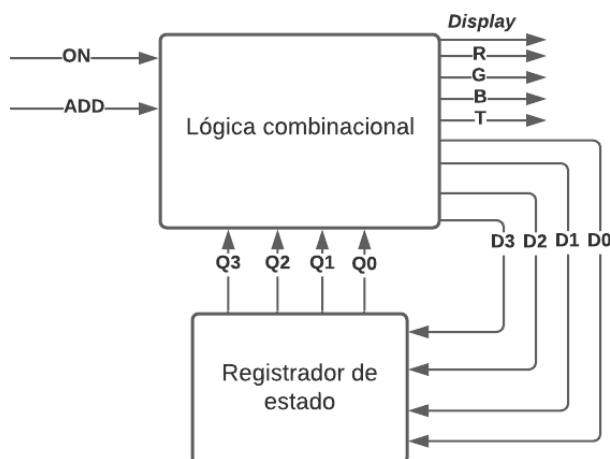 Display
ON
R
G
ADD
B
T
Lógica combinacional
D3 D2 D1 D0
Q3 Q2 Q1 Q0
Registrador de
estado